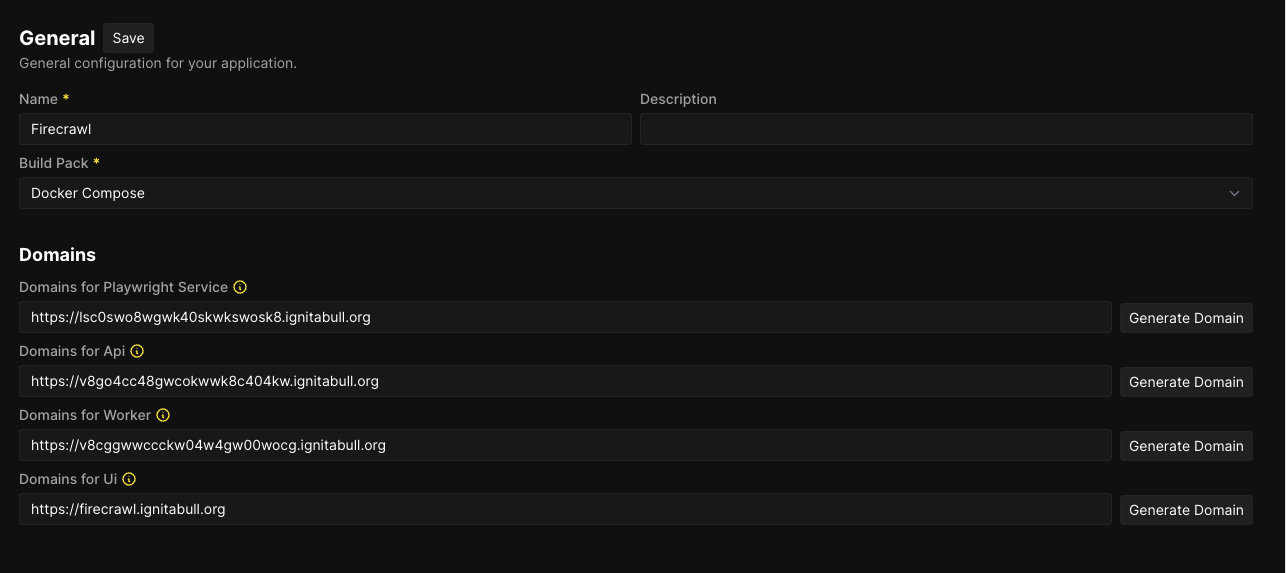 General Save
General configuration for your application.
Name * Description
Firecrawl
Build Pack *
Docker Compose
Domains
Domains for Playwright Service
https://lsc0swo8wgwk40skwkswosk8.ignitabull.org Generate Domain
Domains for Api
https://v8go4cc48gwcokwwk8c404kw.ignitabull.org Generate Domain
Domains for Worker
https://v8cggwwccckw04w4gw00wocg.ignitabull.org Generate Domain
Domains for Ui
https://firecrawl.ignitabull.org Generate Domain